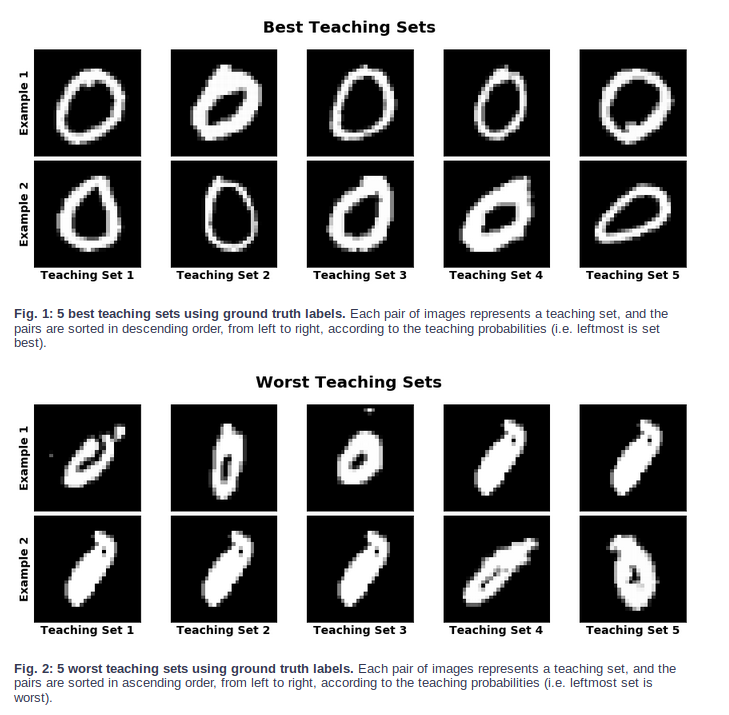 Best Teaching Sets
Example 1
Example 2
Teaching Set 1 Teaching Set 2 Teaching Set 3 Teaching Set 4 Teaching Set 5
Fig. 1: 5 best teaching sets using ground truth labels. Each pair of images represents a teaching set, and the
pairs are sorted in descending order, from left to right, according to the teaching probabilities (i.e. leftmost is set
best).
Worst Teaching Sets
Example 1
Example 2
Teaching Set 1 Teaching Set 2 Teaching Set 3 Teaching Set 4 Teaching Set 5
Fig. 2: 5 worst teaching sets using ground truth labels. Each pair of images represents a teaching set, and the
pairs are sorted in ascending order, from left to right, according to the teaching probabilities (i.e. leftmost set is
worst).